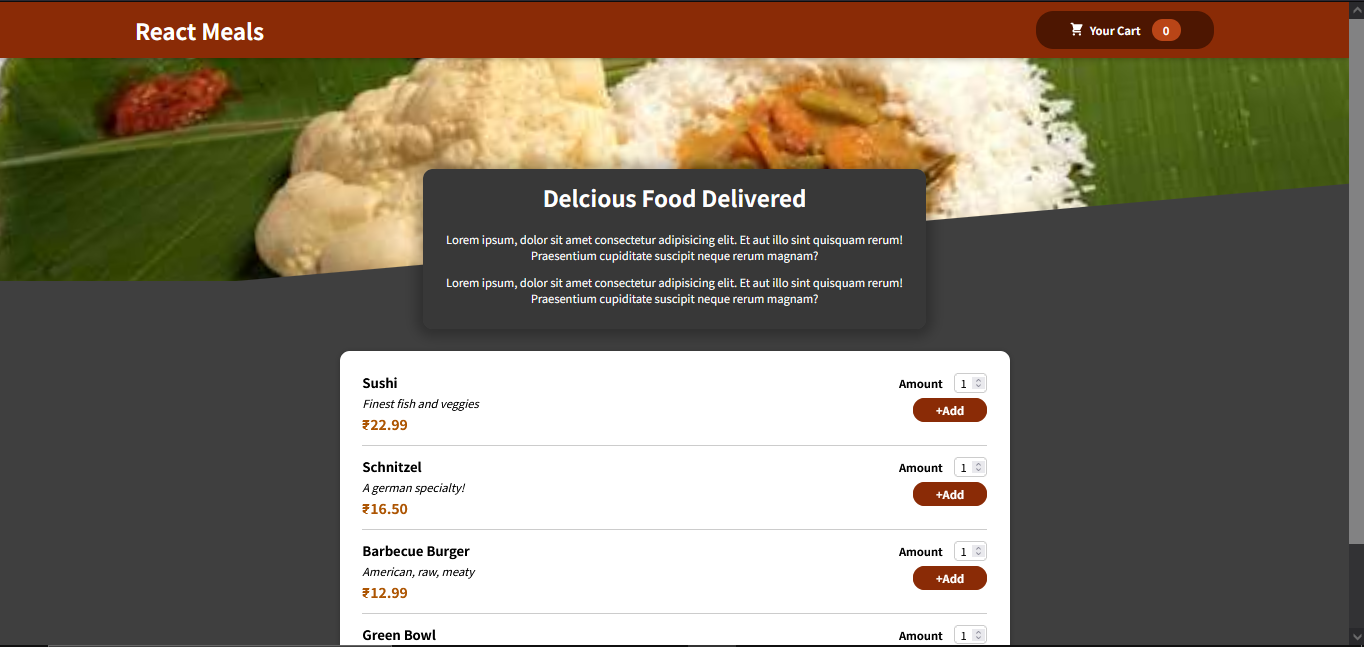 React Meals
Your Cart 0
Delcious Food Delivered
Lorem ipsum, dolor sit amet consectetur adipisicing elit. Et aut illo sint quisquam rerum!
Praesentium cupiditate suscipit neque rerum magnam?
Lorem ipsum, dolor sit amet consectetur adipisicing elit. Et aut illo sint quisquam rerum!
Praesentium cupiditate suscipit neque rerum magnam?
Sushi
Amount 1
Finest fish and veggies
+Add
₹22.99
Schnitzel
Amount 1
A german specialty!
+Add
₹16.50
Barbecue Burger
Amount 1
American, raw, meaty
+Add
₹12.99
Green Bowl
Amount 1